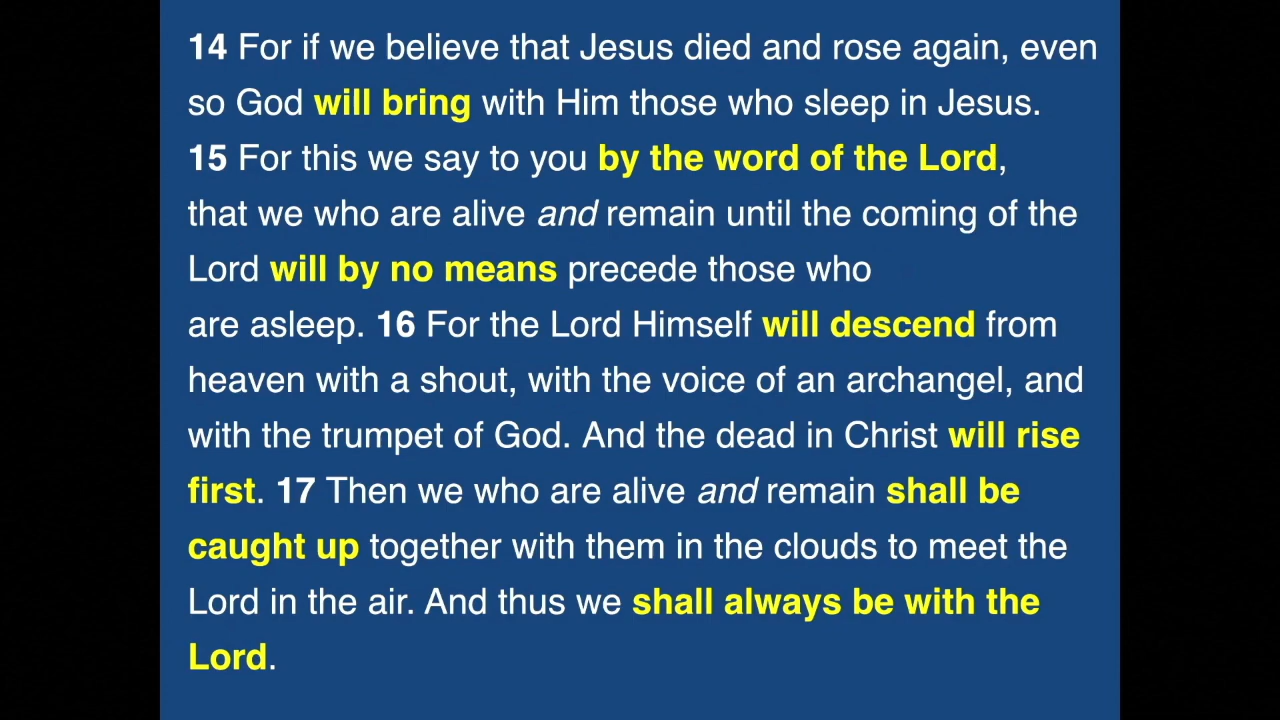 14 For if we believe that Jesus died and rose again, even
so God will bring with Him those who sleep in Jesus.
15 For this we say to you by the word of the Lord,
that we who are alive and remain until the coming of the
Lord will by no means precede those who
are asleep. 16 For the Lord Himself will descend from
heaven with a shout, with the voice of an archangel, and
with the trumpet of God. And the dead in Christ will rise
first. 17 Then we who are alive and remain shall be
caught up together with them in the clouds to meet the
Lord in the air. And thus we shall always be with the
Lord.